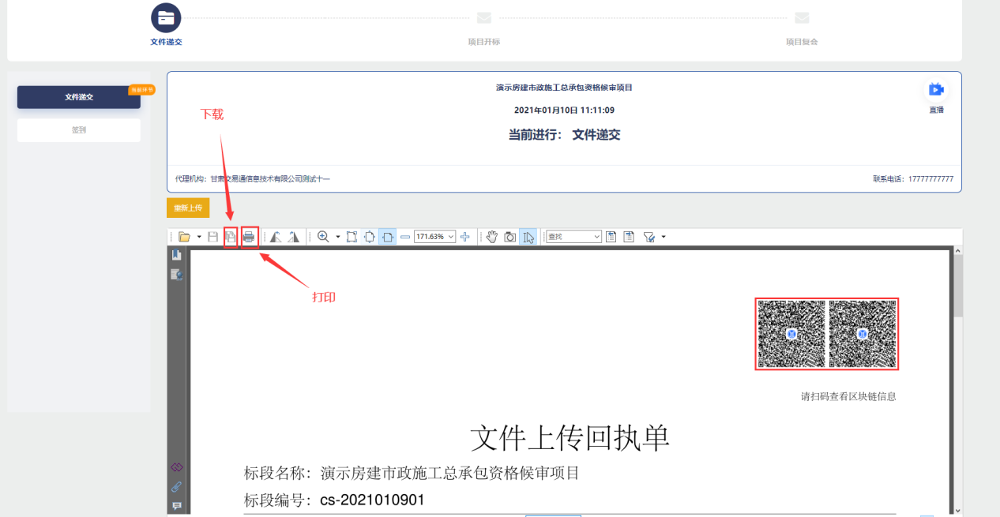 文件递交
项目开标
项目复会
文件递交
当前环节
签到
演示房建市政施工总承包资格候审项目
2021年01月10日 11:11:09
当前进行： 文件递交
直播
代理机构：甘肃交易通信息技术有限公司测试十一
联系电话：17777777777
下载
重新上传
171.63%
查找
打印
请扫码查看区块链信息
文件上传回执单
标段名称：演示房建市政施工总承包资格候审项目
标段编号：cs-2021010901